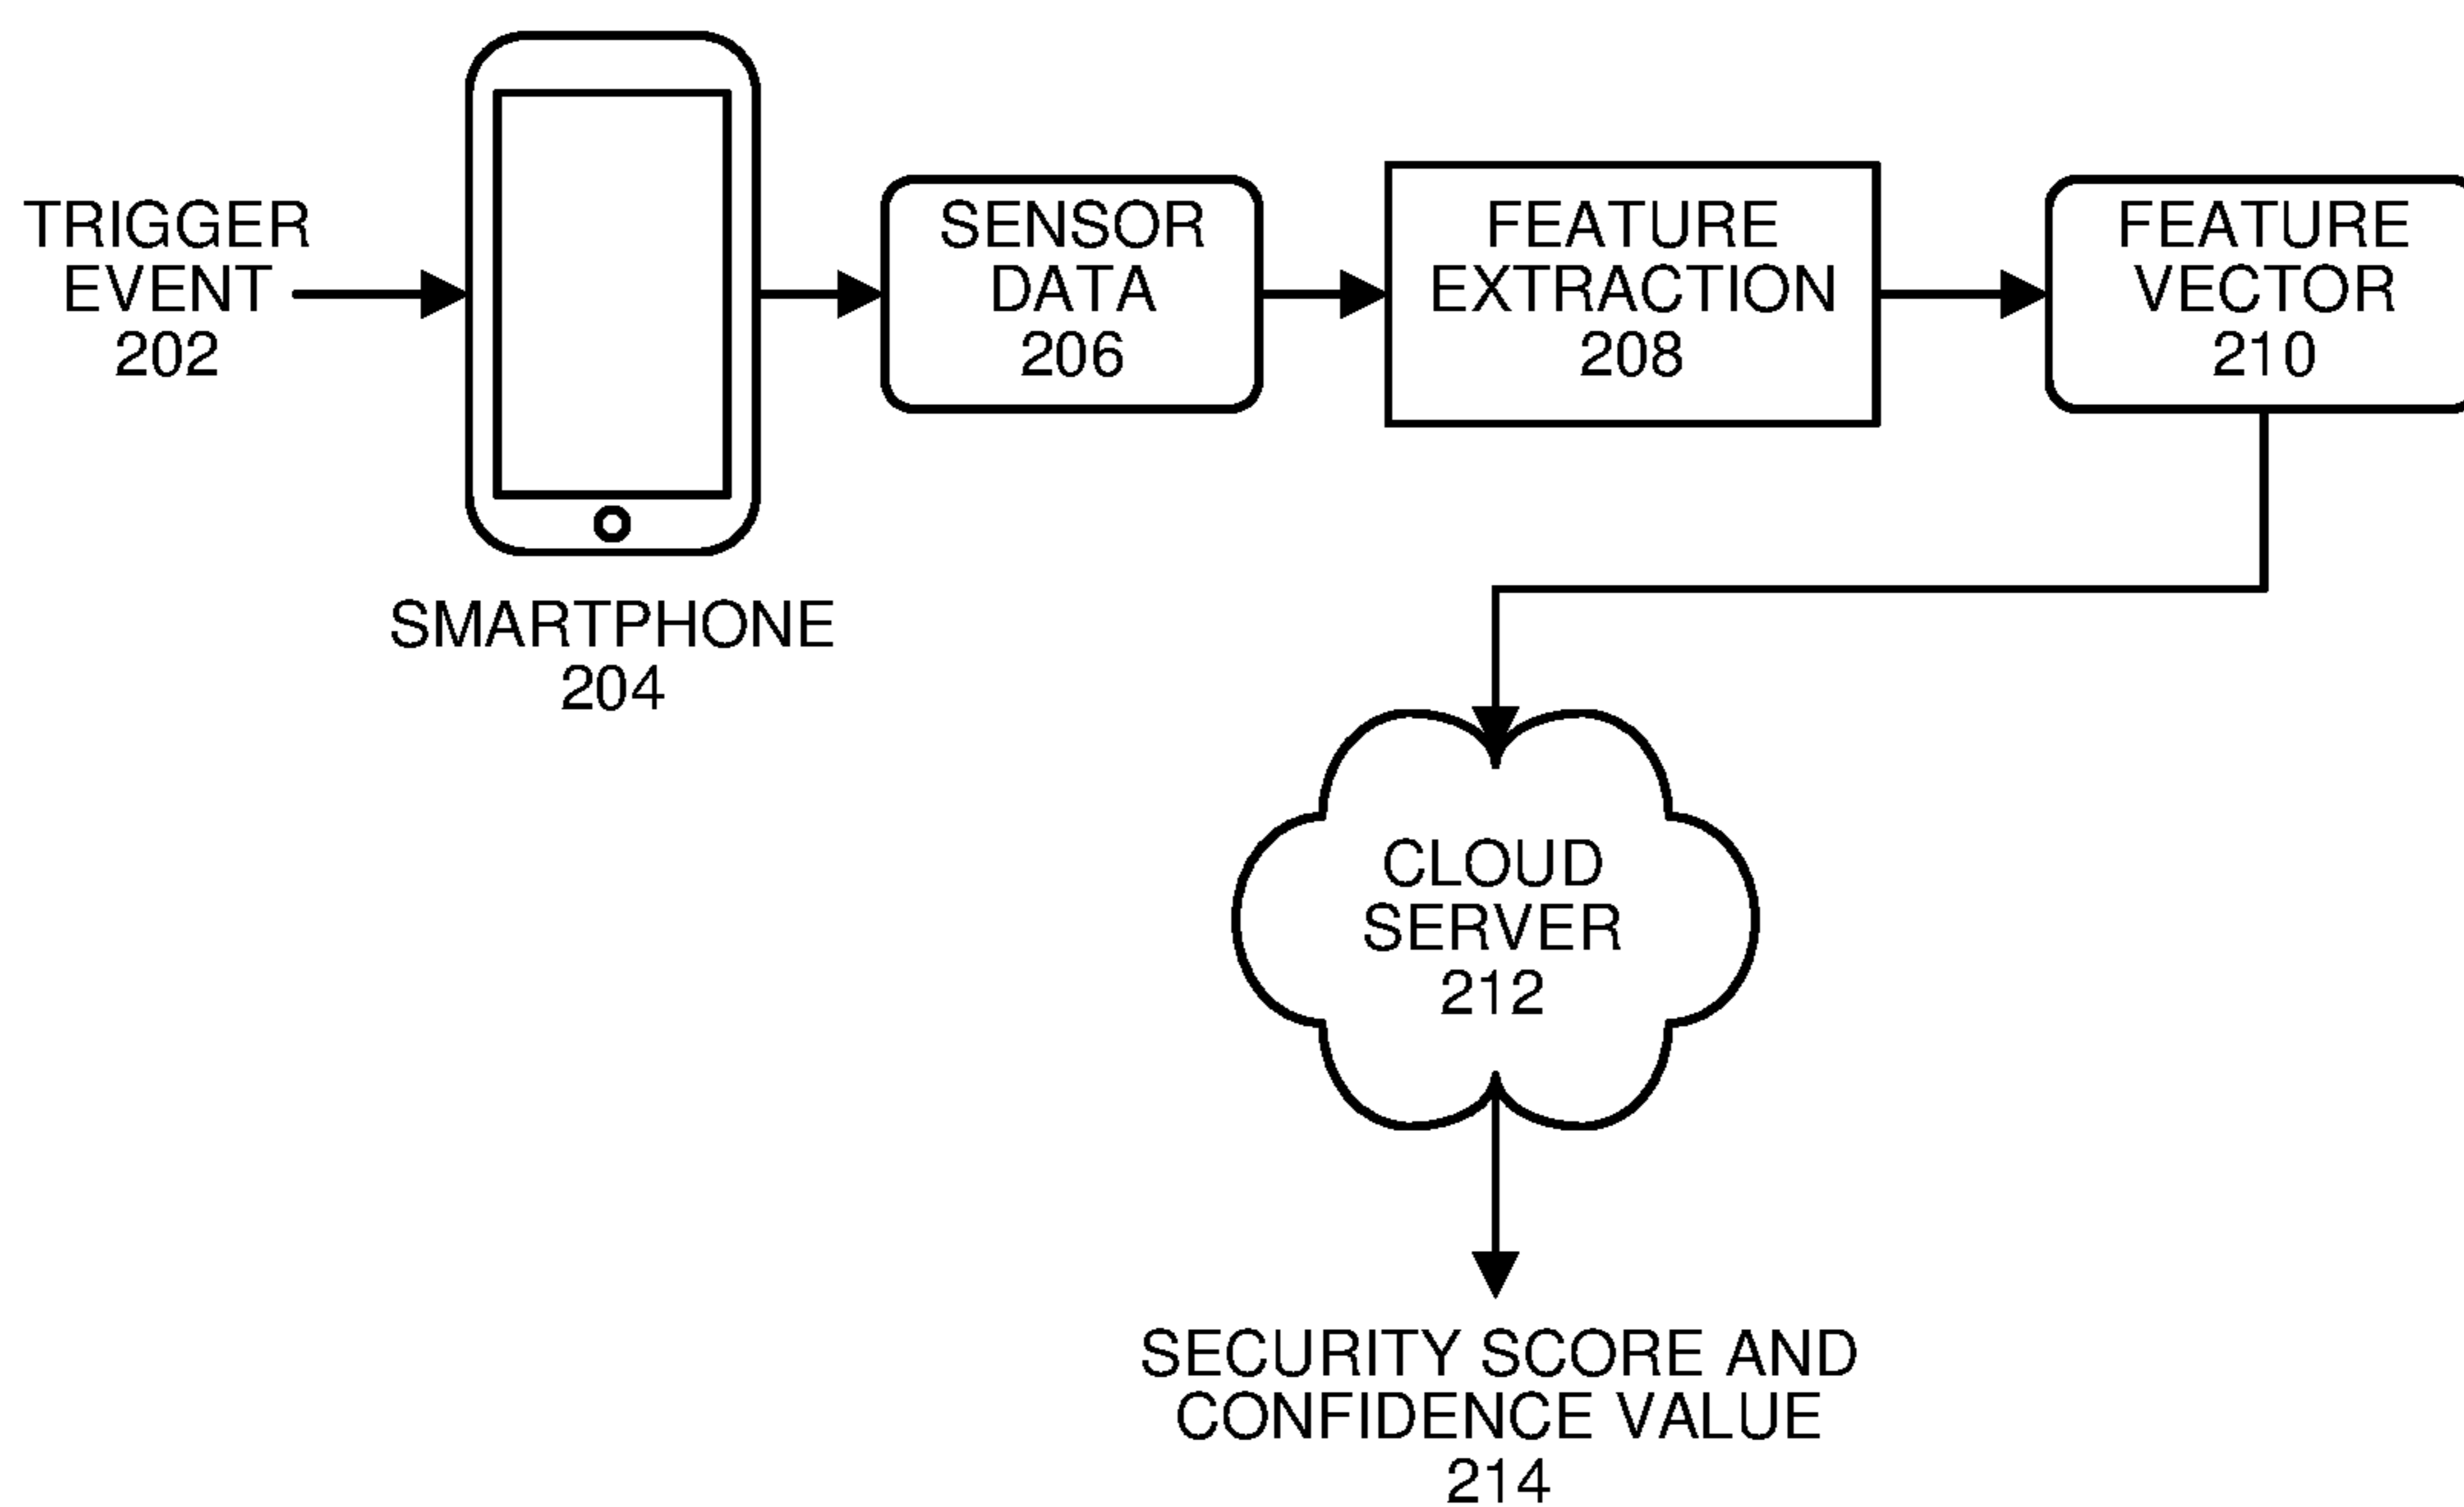 TRIGGER
EVENT
202
SMARTPHONE
204
SENSOR
DATA
206
FEATURE
EXTRACTION
208
FEATURE
VECTOR
210
CLOUD
SERVER
212
SECURITY SCORE AND
CONFIDENCE VALUE
214